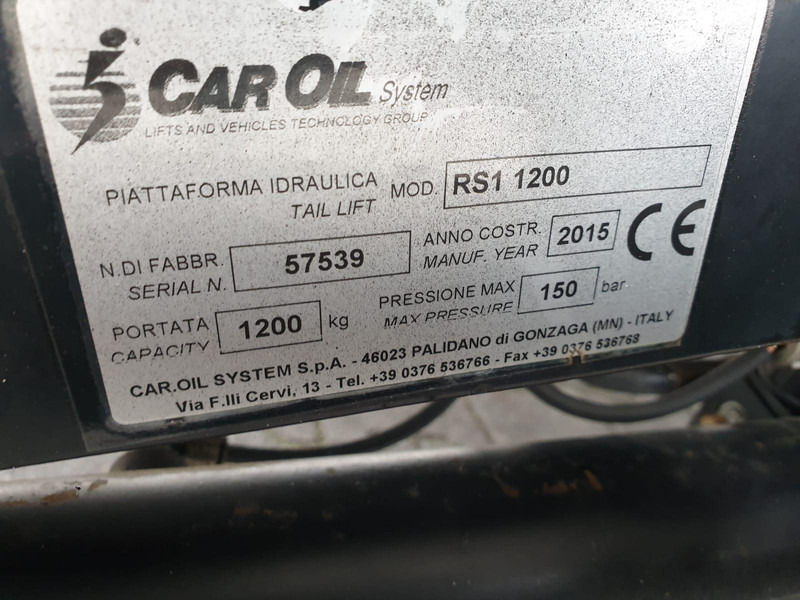 CAR OIL System
LIFTS AND VEHICLES TECHNOLOGY GROUP
PIATTAFORMA IDRAULICA MOD. RS1 1200
TAIL LIFT
N.DI FABBR. 57539 ANNO COSTR. 2015 CE
SERIAL N. MANUF. YEAR
PORTATA 1200 kg PRESSIONE MAX 150 bar
CAPACITY MAX PRESSURE
CAR.OIL SYSTEM S.p.A. - 46023 PALIDANO di GONZAGA (MN) - ITALY
Via F.lli Cervi, 13 - Tel. +39 0376 536766 - Fax +39 0376 536768